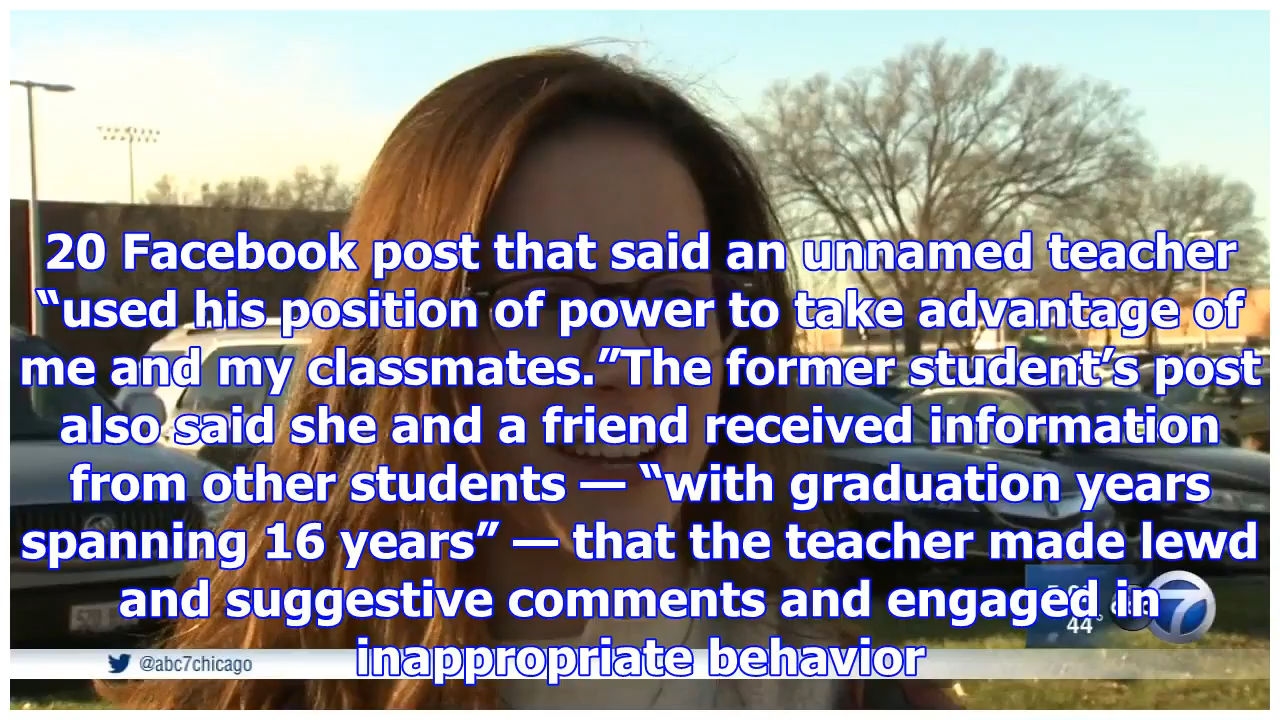 20 Facebook post that said an unnamed teacher
“used his position of power to take advantage of
me and my classmates.”The former student’s post
also said she and a friend received information
from other students — “with graduation years
spanning 16 years” — that the teacher made lewd
and suggestive comments and engaged in
44°
7
@abc7chicago
inappropriate behavior